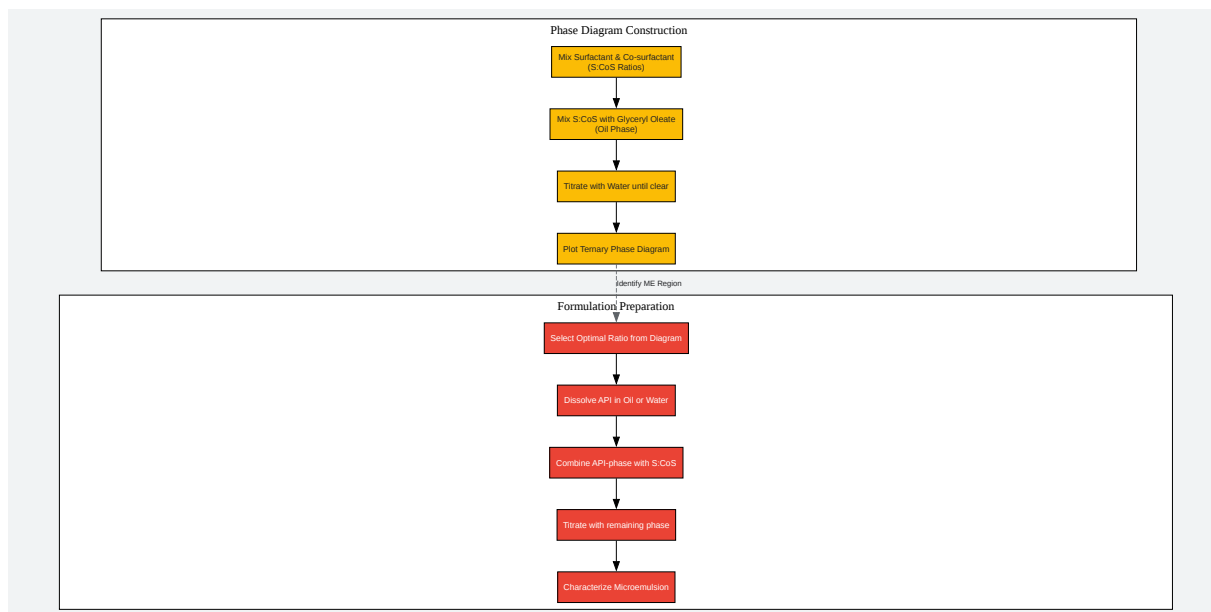 Phase Diagram Construction
Mix Surfactant & Co-surfactant
(S:CoS Ratios)
Mix S:CoS with Glyceryl Oleate
(Oil Phase)
Titrate with Water until clear
Plot Ternary Phase Diagram
Identify ME Region
Formulation Preparation
Select Optimal Ratio from Diagram
Dissolve API in Oil or Water
Combine API-phase with S:CoS
Titrate with remaining phase
Characterize Microemulsion